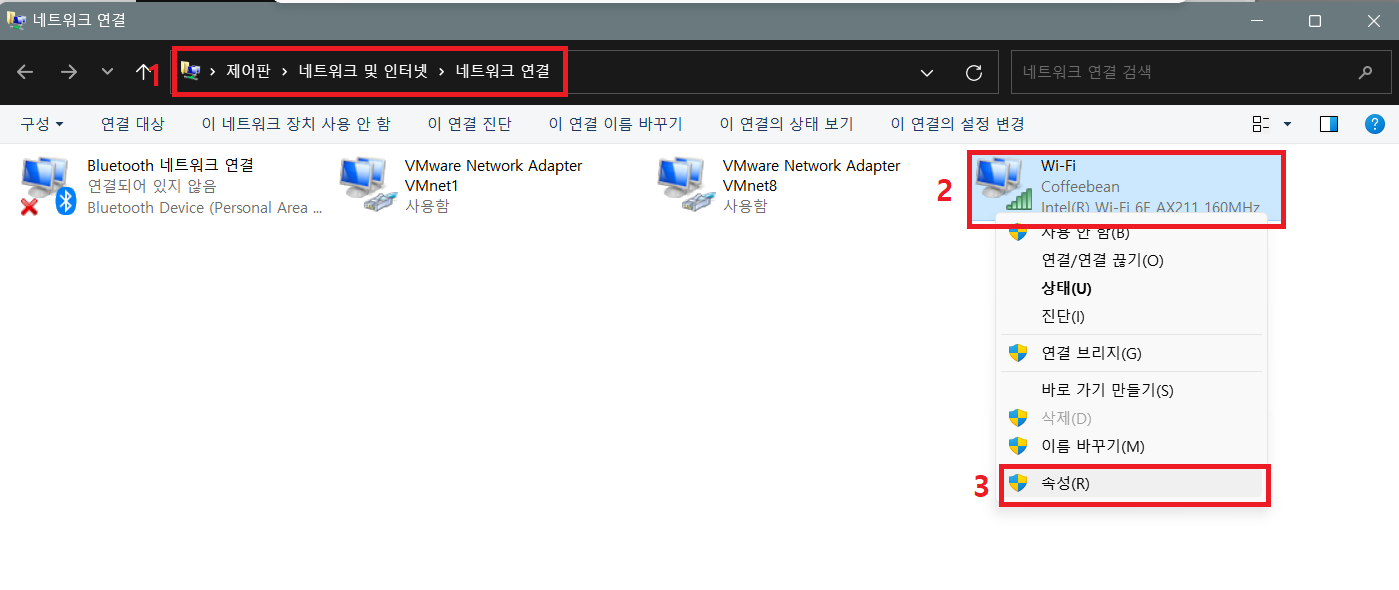 네트워크 연결
1
제어판 > 네트워크 및 인터넷 > 네트워크 연결
네트워크 연결 검색
구성 연결 대상 이 네트워크 장치 사용 안 함 이 연결 진단 이 연결 이름 바꾸기 이 연결의 상태 보기 이 연결의 설정 변경
Bluetooth 네트워크 연결
연결되어 있지 않음
Bluetooth Device (Personal Area ...
VMware Network Adapter
VMnet1
사용함
VMware Network Adapter
VMnet8
사용함
2
Wi-Fi
Coffeebean
Intel(R) Wi-Fi 6E AX211 160MHz
사용 안 함(B)
연결/연결 끊기(O)
상태(U)
진단(I)
연결 브리지(G)
바로 가기 만들기(S)
삭제(D)
이름 바꾸기(M)
3
속성(R)